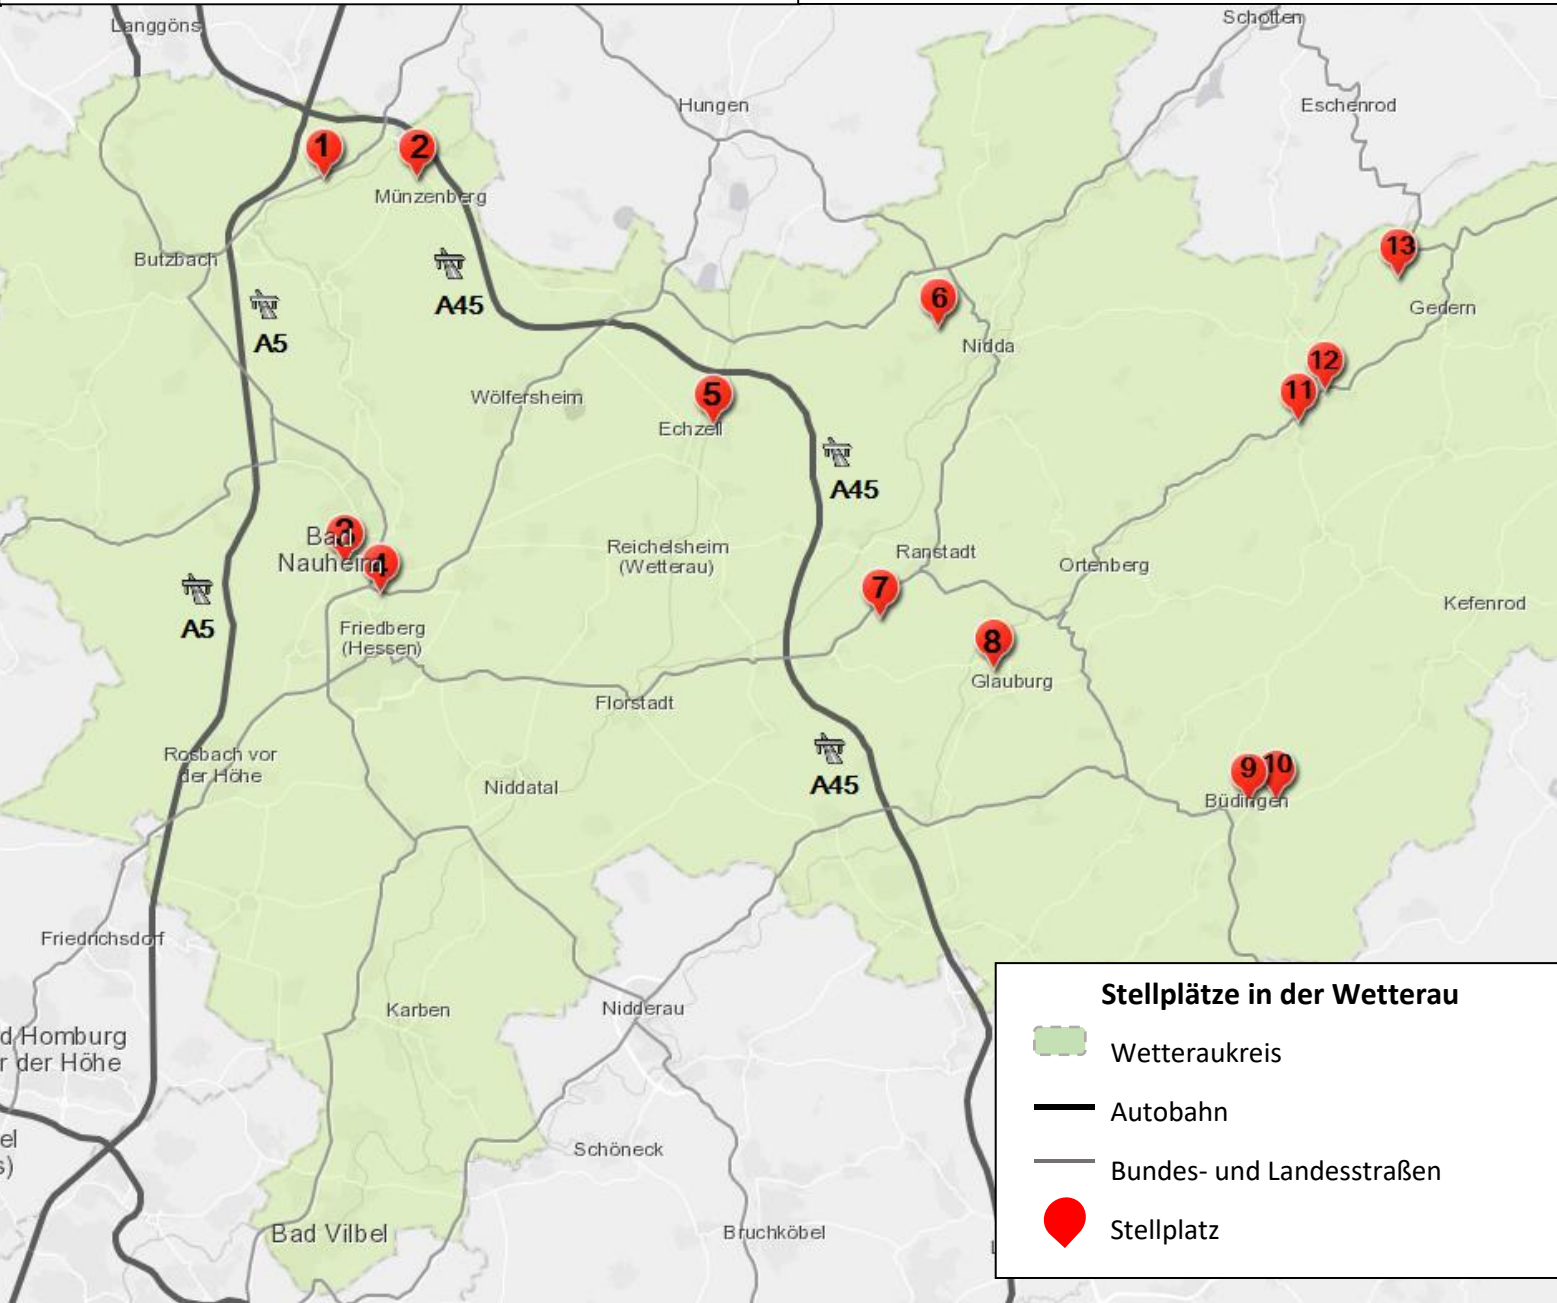 Langgöns
Schotten
Hungen
Eschenrod
1
2
Münzenberg
13
Butzbach
A45
6
Gedern
A5
Nidda
12
11
5
Wölfersheim
Echzell
A45
3
Bad
Nauheim
4
Reichelsheim
(Wetterau)
Ranstadt
Ortenberg
7
Kefenrod
A5
Friedberg
(Hessen)
8
Glauburg
Florstadt
Rosbach vor
der Höhe
Niddatal
A45
9
10
Büdingen
Friedrichsdorf
Karben
Nidderau
d Homburg
r der Höhe
el
s)
Schöneck
Bad Vilbel
Bruchköbel
Stellplätze in der Wetterau
Wetteraukreis
Autobahn
Bundes- und Landesstraßen
Stellplatz